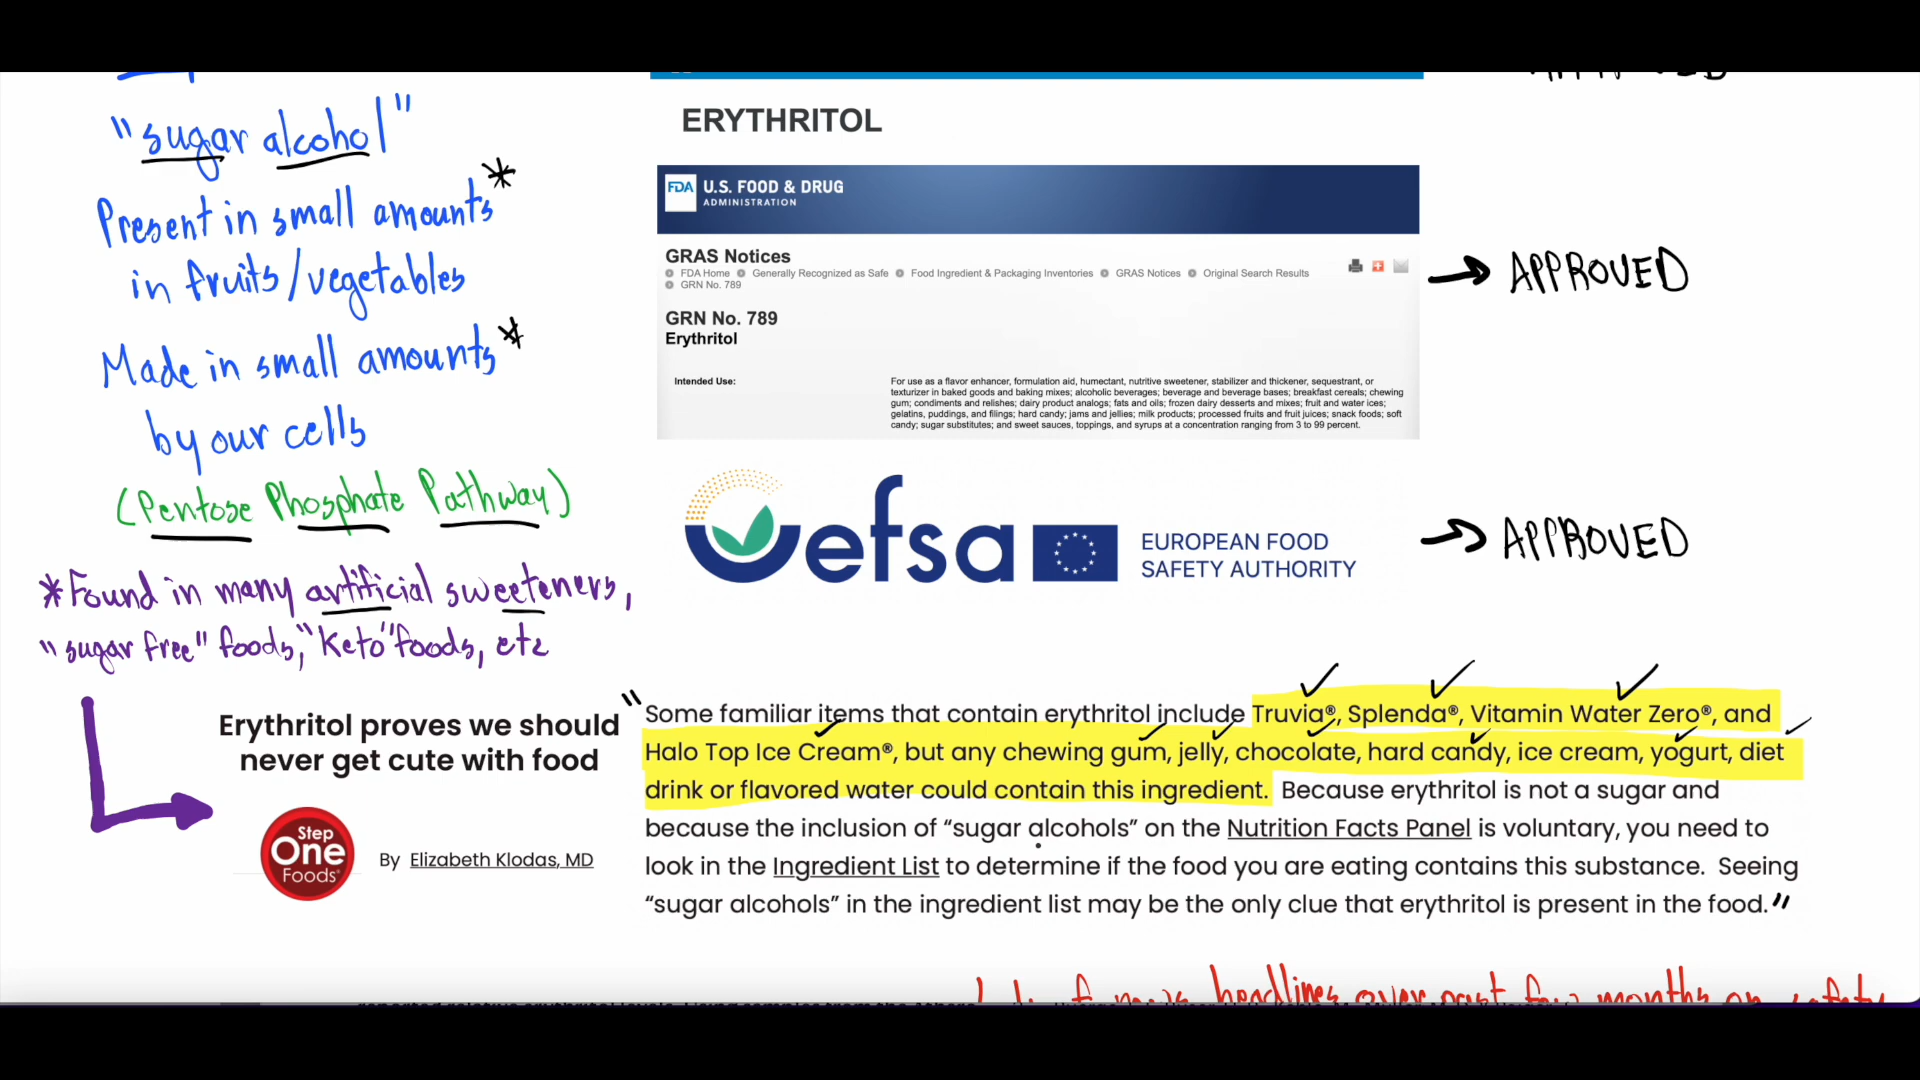 "sugar alcohol"
Present in small amounts*
in fruits/vegetables
Made in small amounts*
by our cells
(Pentose Phosphate Pathway)
*Found in many artificial sweeteners,
"sugar free" foods, "Keto" foods, etc
ERYTHRITOL
FDA U.S. FOOD & DRUG
ADMINISTRATION
GRAS Notices
FDA Home Generally Recognized as Safe Food Ingredient & Packaging Inventories GRAS Notices Original Search Results
GRN No. 789
GRN No. 789
Erythritol
Intended Use:
For use as a flavor enhancer, formulation aid, humectant, nutritive sweetener, stabilizer and thickener, sequestrant, or
texturizer in baked goods and baking mixes; alcoholic beverages; beverage and beverage bases; breakfast cereals; chewing
gum; condiments and relishes; dairy product analogs; fats and oils; frozen dairy desserts and mixes; fruit and water ices;
gelatins, puddings, and filings; hard candy; jams and jellies; milk products; processed fruits and fruit juices; snack foods; soft
candy; sugar substitutes; and sweet sauces, toppings, and syrups at a concentration ranging from 3 to 99 percent.
→ APPROVED
efsa EUROPEAN FOOD
SAFETY AUTHORITY
→ APPROVED
Erythritol proves we should
never get cute with food
Step
One
Foods®
By Elizabeth Klodas, MD
"Some familiar items that contain erythritol include Truvia®, Splenda®, Vitamin Water Zero®, and
Halo Top Ice Cream®, but any chewing gum, jelly, chocolate, hard candy, ice cream, yogurt, diet
drink or flavored water could contain this ingredient. Because erythritol is not a sugar and
because the inclusion of “sugar alcohols” on the Nutrition Facts Panel is voluntary, you need to
look in the Ingredient List to determine if the food you are eating contains this substance. Seeing
“sugar alcohols” in the ingredient list may be the only clue that erythritol is present in the food."
headlines over past few months on safety